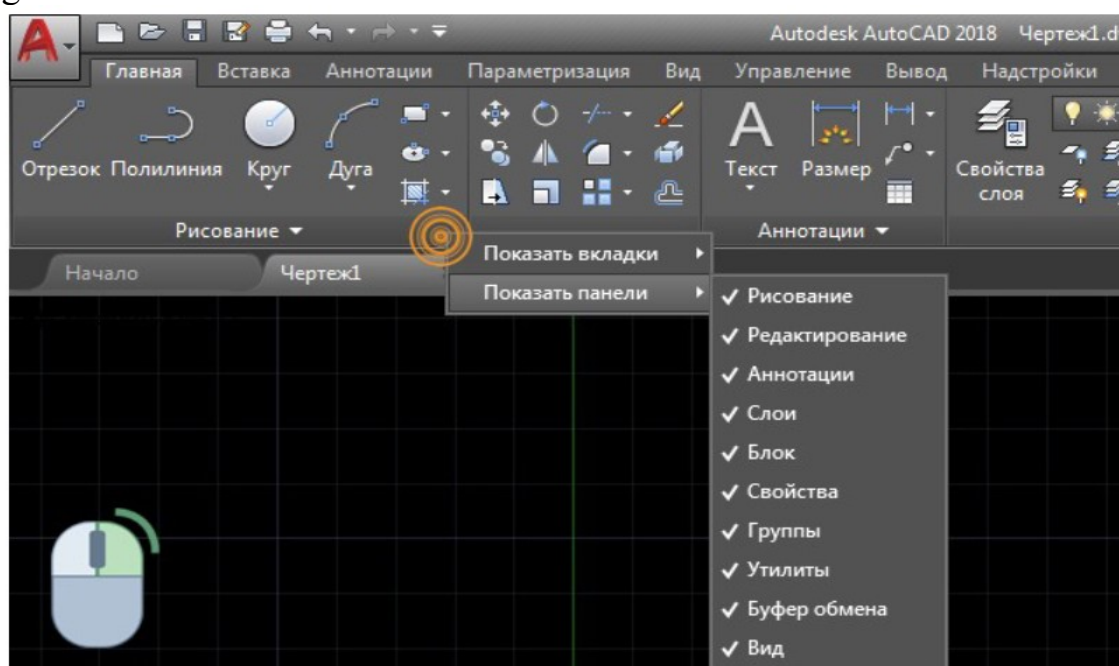 Autodesk AutoCAD 2018 Чертеж1.d
Главная Вставка Аннотации Параметризация Вид Управление Вывод Надстройки
Отрезок Полилиния Круг Дуга Текст Размер Свойства слоя
Рисование Аннотации
Начало Чертеж1
Показать вкладки
Показать панели
Рисование
Редактирование
Аннотации
Слои
Блок
Свойства
Группы
Утилиты
Буфер обмена
Вид